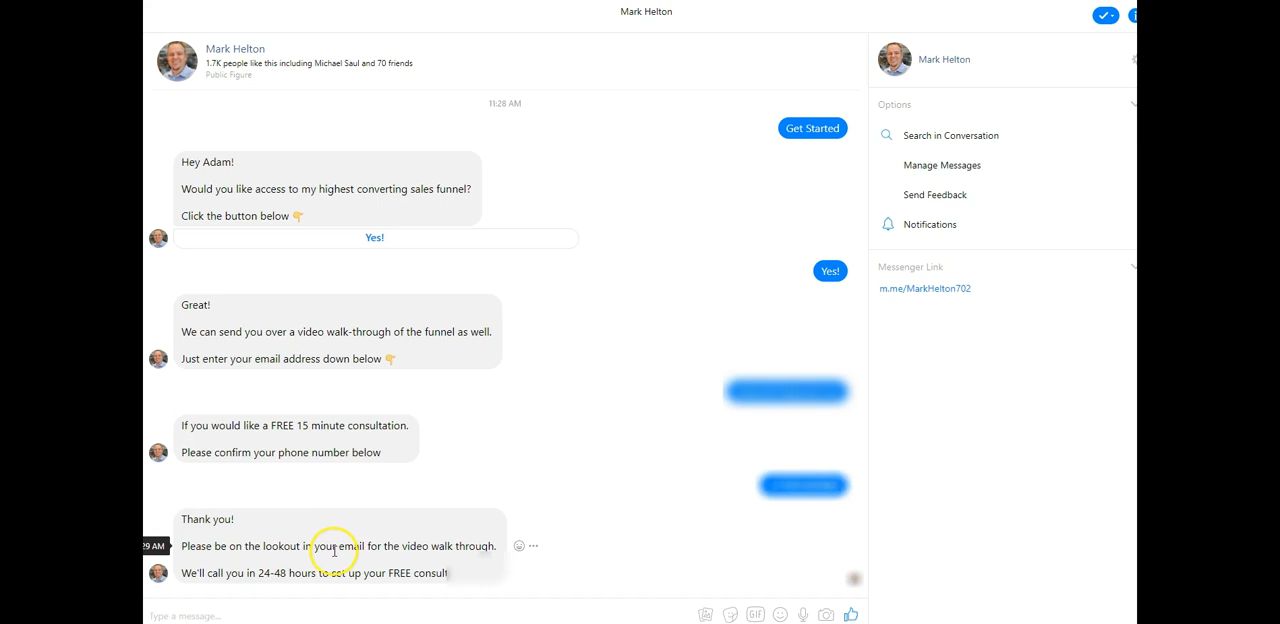 Mark Helton
Mark Helton
1.7K people like this including Michael Saul and 70 friends
Public Figure
11:28 AM
Get Started
Hey Adam!
Would you like access to my highest converting sales funnel?
Click the button below 👇
Yes!
Yes!
Great!
We can send you over a video walk-through of the funnel as well.
Just enter your email address down below 👇
If you would like a FREE 15 minute consultation.
Please confirm your phone number below
Thank you!
29 AM
Please be on the lookout in your email for the video walk through.
We'll call you in 24-48 hours to set up your FREE consult
Type a message...
GIF
Mark Helton
Options
Search in Conversation
Manage Messages
Send Feedback
Notifications
Messenger Link
m.me/MarkHelton702